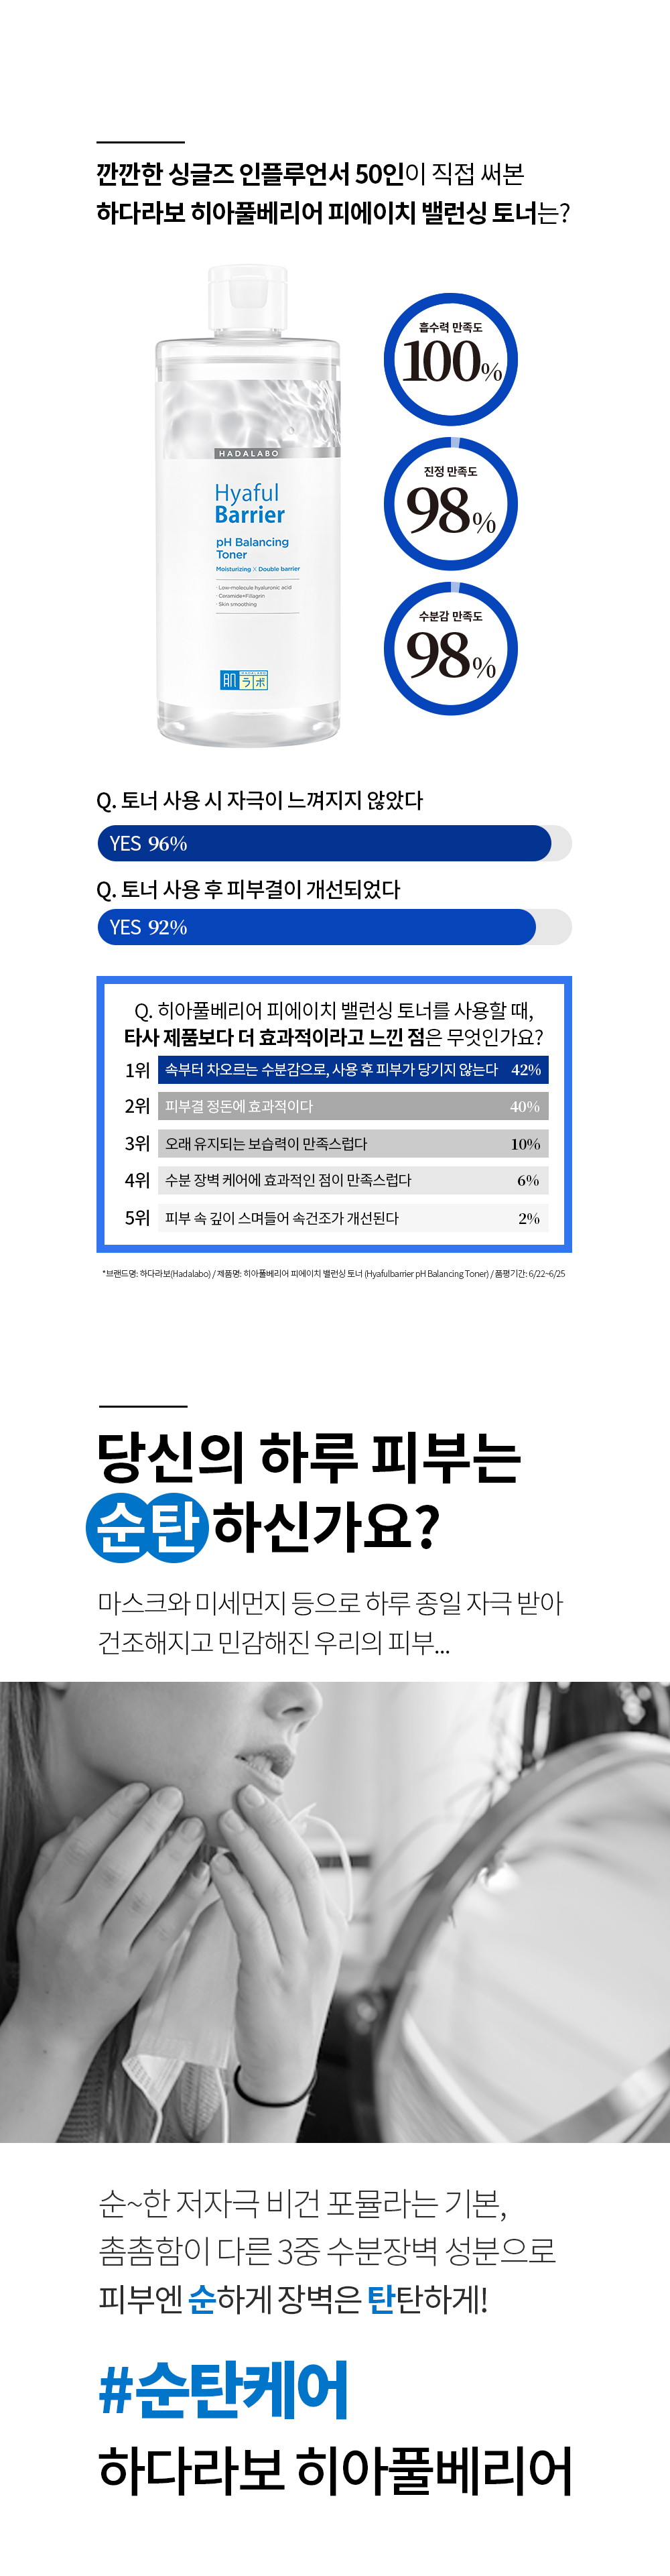 깐깐한 싱글즈 인플루언서 50인이 직접 써본
하다라보 히아풀베리어 피에이치 밸런싱 토너는?
HADALABO
Hyaful
Barrier
pH Balancing
Toner
Moisturizing X Double barrier
· Low-molecule hyaluronic acid
· Ceramide+Fillagrin
· Skin smoothing
肌ラボ
흡수력 만족도
100%
진정 만족도
98%
수분감 만족도
98%
Q. 토너 사용 시 자극이 느껴지지 않았다
YES 96%
Q. 토너 사용 후 피부결이 개선되었다
YES 92%
Q. 히아풀베리어 피에이치 밸런싱 토너를 사용할 때,
타사 제품보다 더 효과적이라고 느낀 점은 무엇인가요?
1위 속부터 차오르는 수분감으로, 사용 후 피부가 당기지 않는다 42%
2위 피부결 정돈에 효과적이다 40%
3위 오래 유지되는 보습력이 만족스럽다 10%
4위 수분 장벽 케어에 효과적인 점이 만족스럽다 6%
5위 피부 속 깊이 스며들어 속건조가 개선된다 2%
*브랜드명: 하다라보(Hadalabo) / 제품명: 히아풀베리어 피에이치 밸런싱 토너 (Hyafulbarrier pH Balancing Toner) / 품평기간: 6/22~6/25
당신의 하루 피부는
순탄하신가요?
마스크와 미세먼지 등으로 하루 종일 자극 받아
건조해지고 민감해진 우리의 피부...
순~한 저자극 비건 포뮬라는 기본,
촘촘함이 다른 3중 수분장벽 성분으로
피부엔 순하게 장벽은 탄탄하게!
#순탄케어
하다라보 히아풀베리어